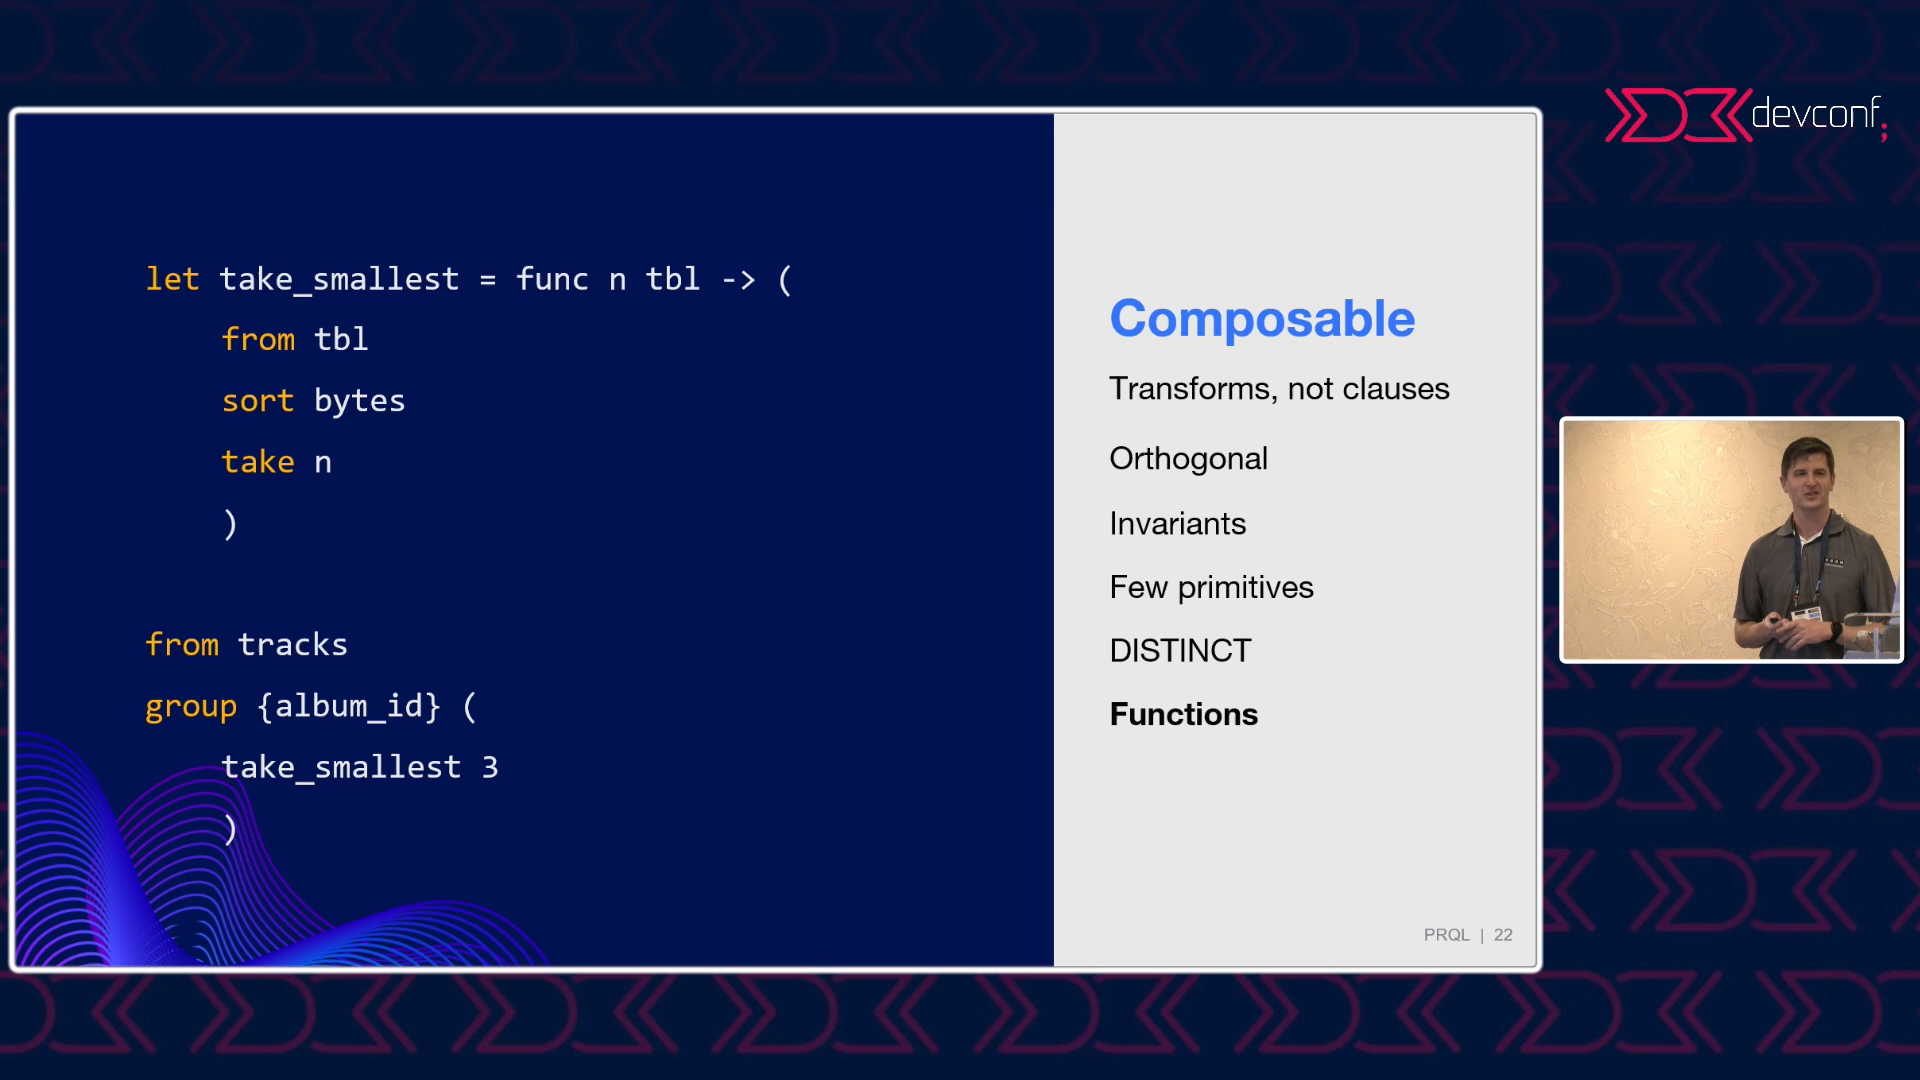 let take_smallest = func n tbl -> (
from tbl
sort bytes
take n
)
from tracks
group {album_id} (
take_smallest 3
)
Composable
Transforms, not clauses
Orthogonal
Invariants
Few primitives
DISTINCT
Functions
PRQL | 22
devconf;